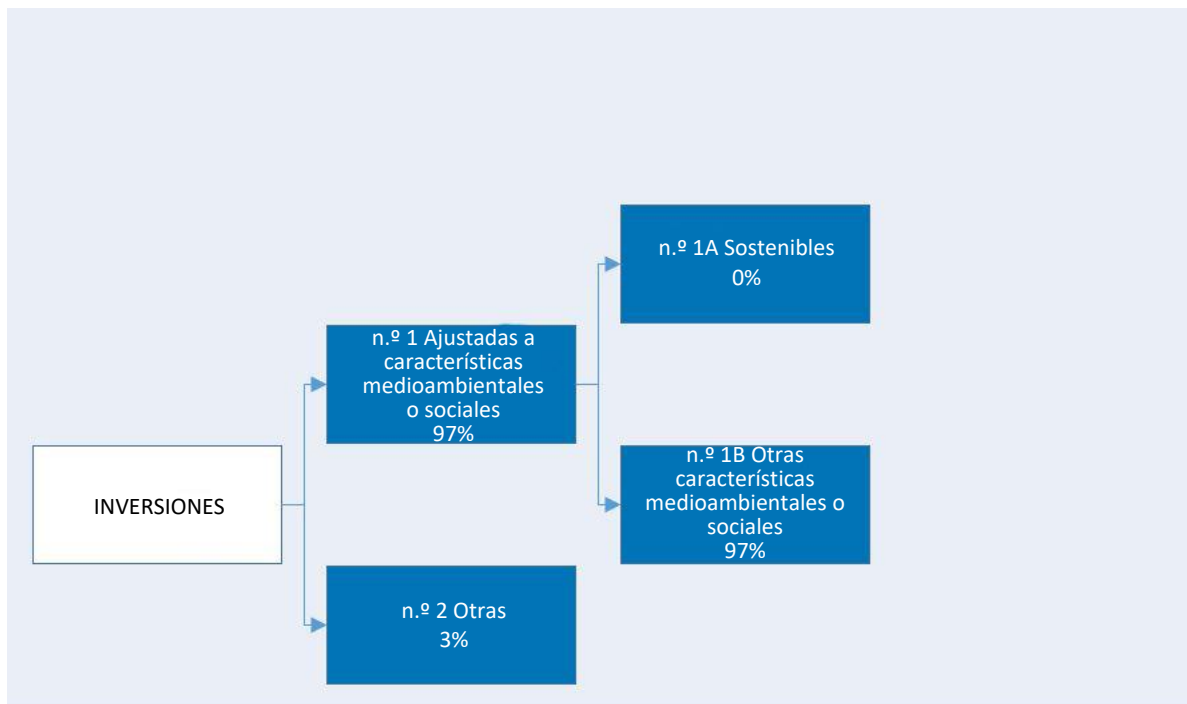 n.º 1A Sostenibles
0%
n.º 1 Ajustadas a
características
medioambientales
o sociales
97%
n.º 1B Otras
características
medioambientales o
sociales
97%
INVERSIONES
n.º 2 Otras
3%